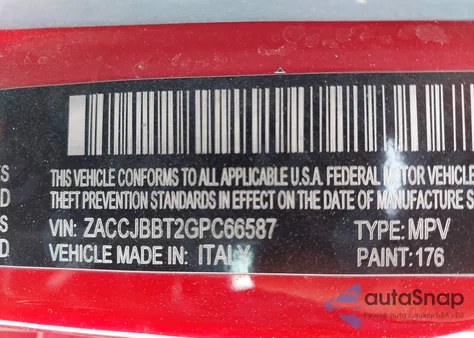 THIS VEHICLE CONFORMS TO ALL APPLICABLE U.S.A. FEDERAL MOTOR VEHICLE
THEFT PREVENTION STANDARDS IN EFFECT ON THE DATE OF MANUFACTURE
VIN: ZACCJBBT2GPC66587 TYPE: MPV
VEHICLE MADE IN: ITALY PAINT: 176
autoSnap